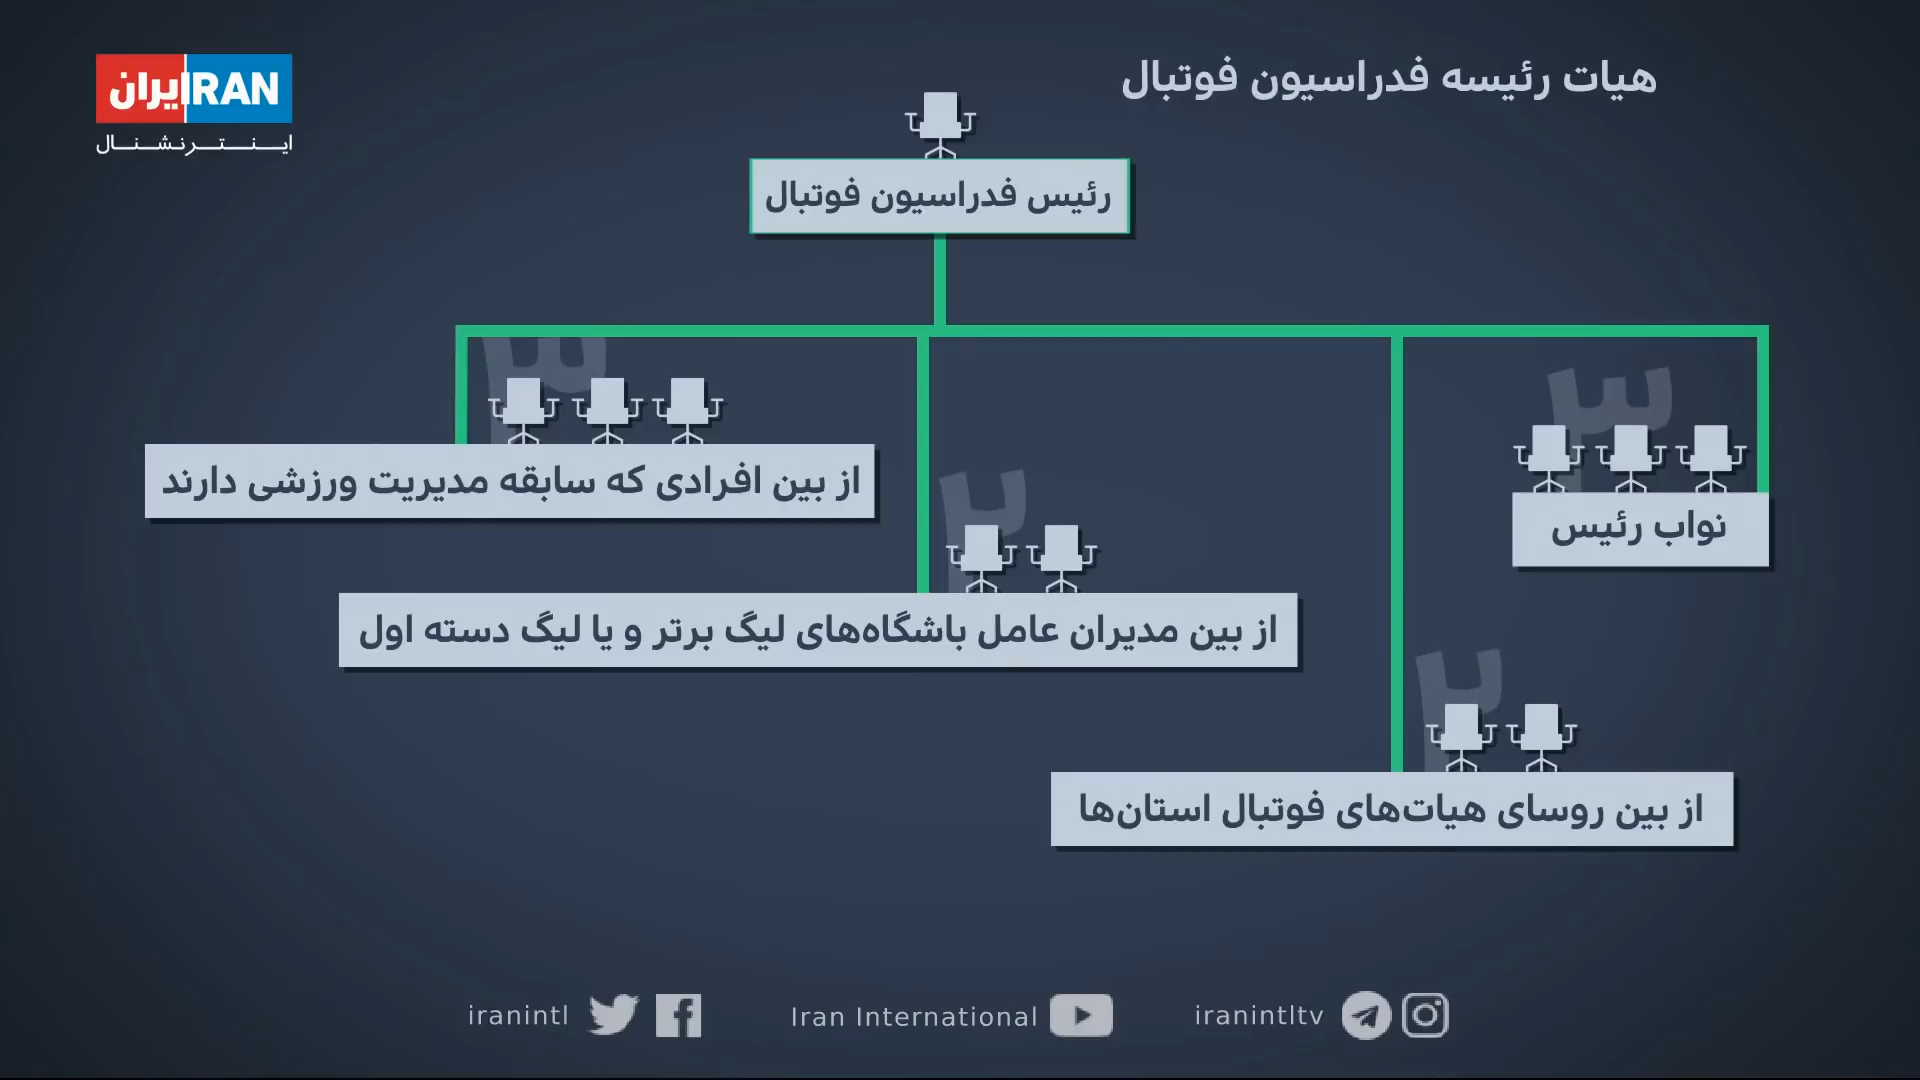 ایران IRAN
اینترنشنال
هیات رئیسه فدراسیون فوتبال
رئیس فدراسیون فوتبال
۳
نواب رئیس
۳
از بین افرادی که سابقه مدیریت ورزشی دارند
۲
از بین مدیران عامل باشگاه‌های لیگ برتر و یا لیگ دسته اول
۲
از بین روسای هیات‌های فوتبال استان‌ها
iranintl
Iran International
iranintltv